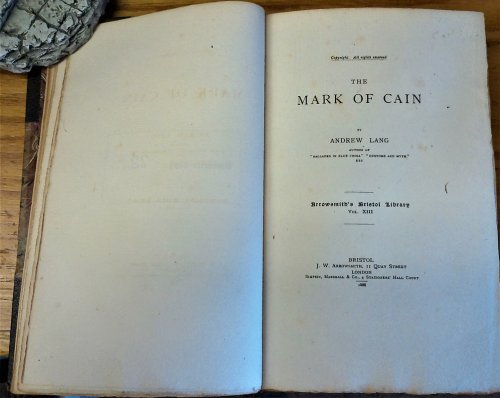 Copyright. All rights reserved
THE
MARK OF CAIN
BY
ANDREW LANG
AUTHOR OF
"BALLADES IN BLUE CHINA" "CUSTOM AND MYTH,"
ETC
Arrowsmith's Bristol Library
VOL. XIII
BRISTOL
J. W. ARROWSMITH, 11 QUAY STREET
LONDON
SIMPKIN, MARSHALL & CO., 4 STATIONERS' HALL COURT
1886